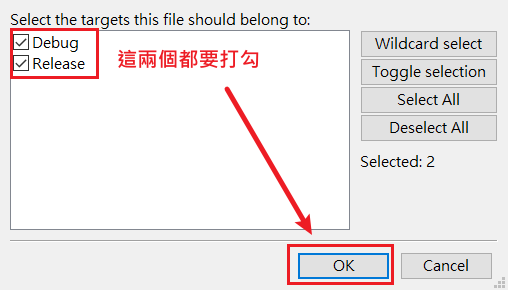 Select the targets this file should belong to:
Debug
Release
這兩個都要打勾
Wildcard select
Toggle selection
Select All
Deselect All
Selected: 2
OK
Cancel